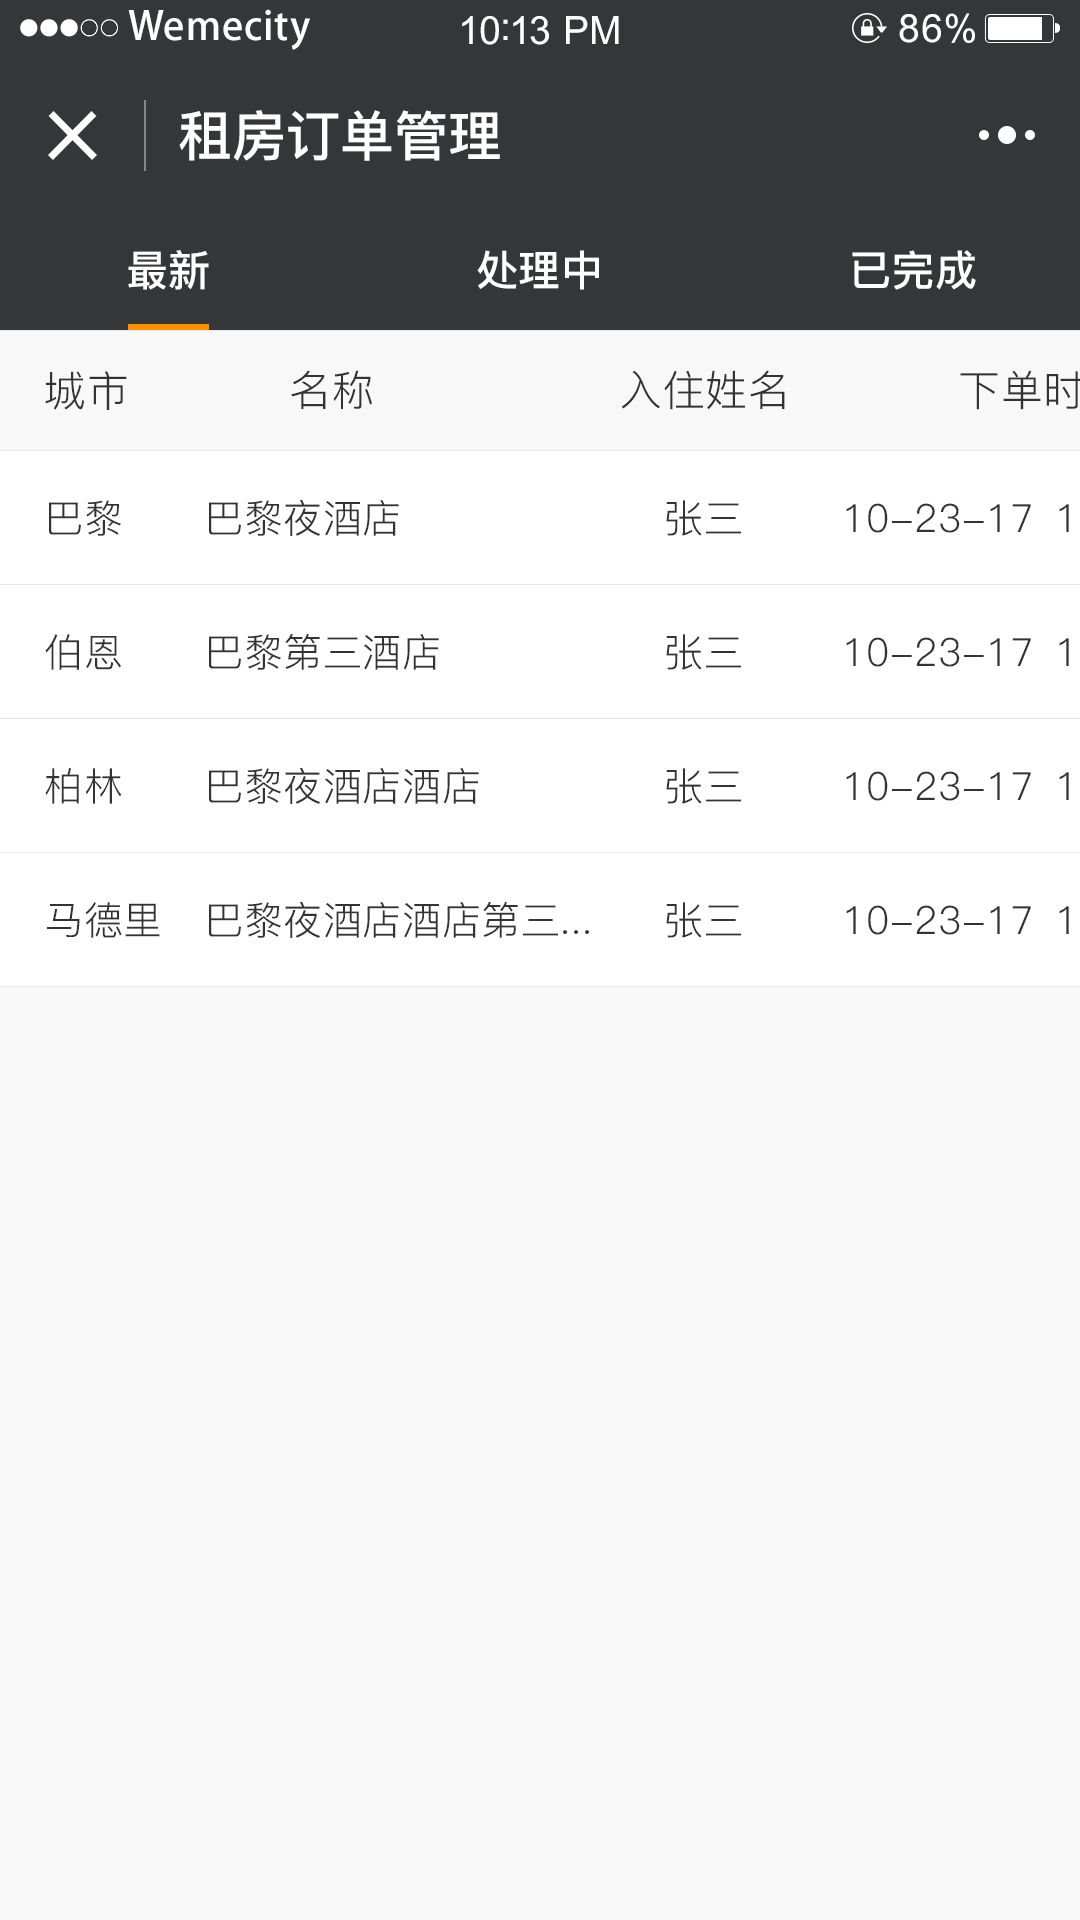 Wemecity 10:13 PM 86%
租房订单管理
最新 处理中 已完成
城市 名称 入住姓名 下单时
巴黎 巴黎夜酒店 张三 10-23-17 1
伯恩 巴黎第三酒店 张三 10-23-17 1
柏林 巴黎夜酒店酒店 张三 10-23-17 1
马德里 巴黎夜酒店酒店第三... 张三 10-23-17 1